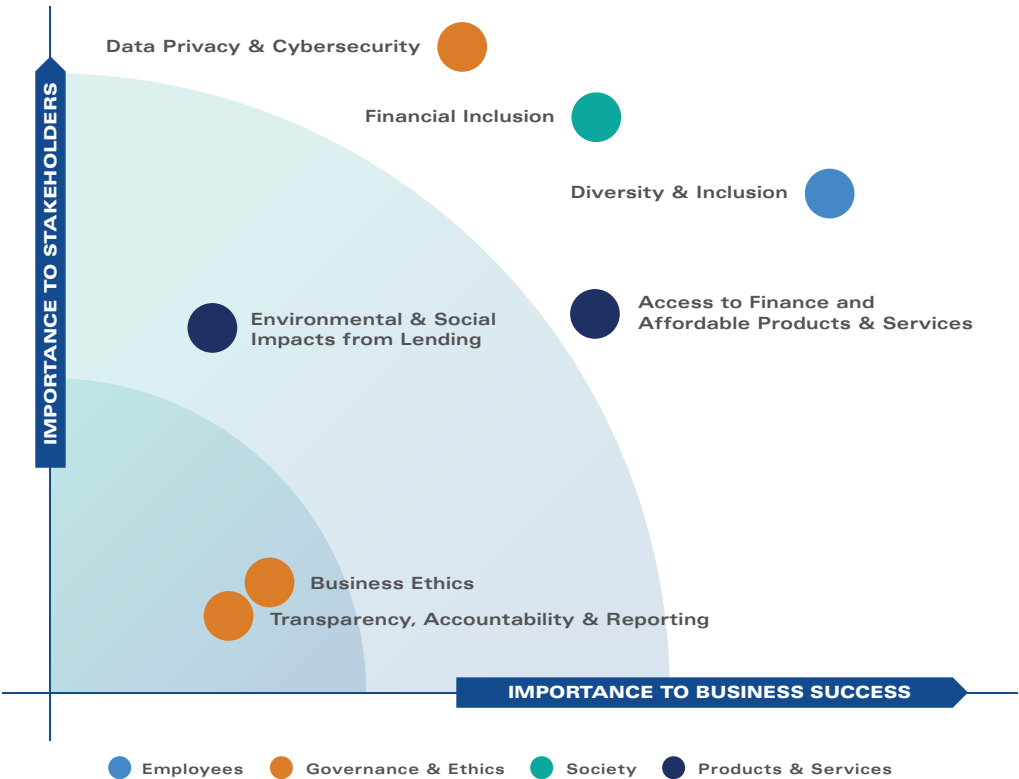 Data Privacy & Cybersecurity
Financial Inclusion
Diversity & Inclusion
Access to Finance and
Affordable Products & Services
Environmental & Social
Impacts from Lending
Business Ethics
Transparency, Accountability & Reporting
IMPORTANCE TO STAKEHOLDERS
IMPORTANCE TO BUSINESS SUCCESS
Employees
Governance & Ethics
Society
Products & Services